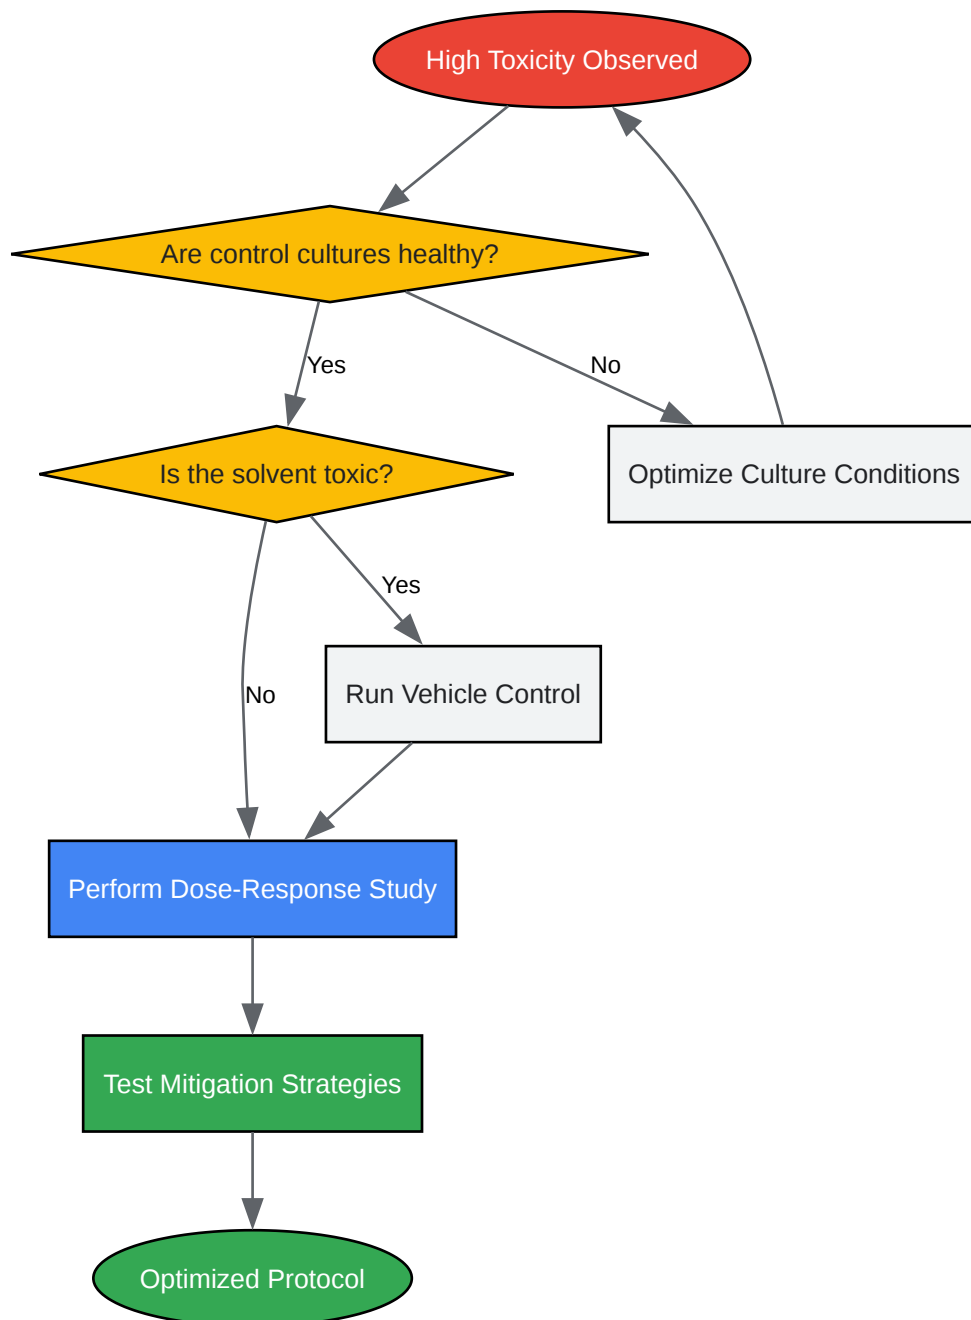 High Toxicity Observed
Are control cultures healthy?
Yes
No
Is the solvent toxic?
Optimize Culture Conditions
Yes
No
Run Vehicle Control
Perform Dose-Response Study
Test Mitigation Strategies
Optimized Protocol